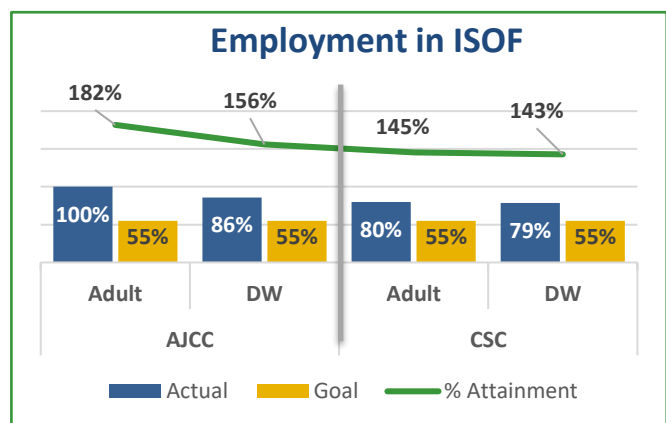 Employment in ISOF
182% 156% 145% 143%
100% 55% 86% 55% 80% 55% 79% 55%
Adult DW Adult DW
AJCC CSC
Actual Goal % Attainment